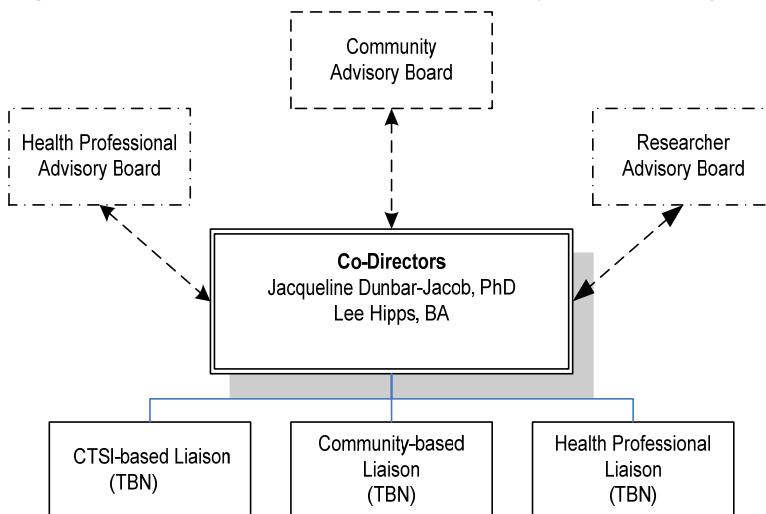 Community
Advisory Board
Health Professional
Advisory Board
Researcher
Advisory Board
Co-Directors
Jacqueline Dunbar-Jacob, PhD
Lee Hipps, BA
CTSI-based Liaison
(TBN)
Community-based
Liaison
(TBN)
Health Professional
Liaison
(TBN)